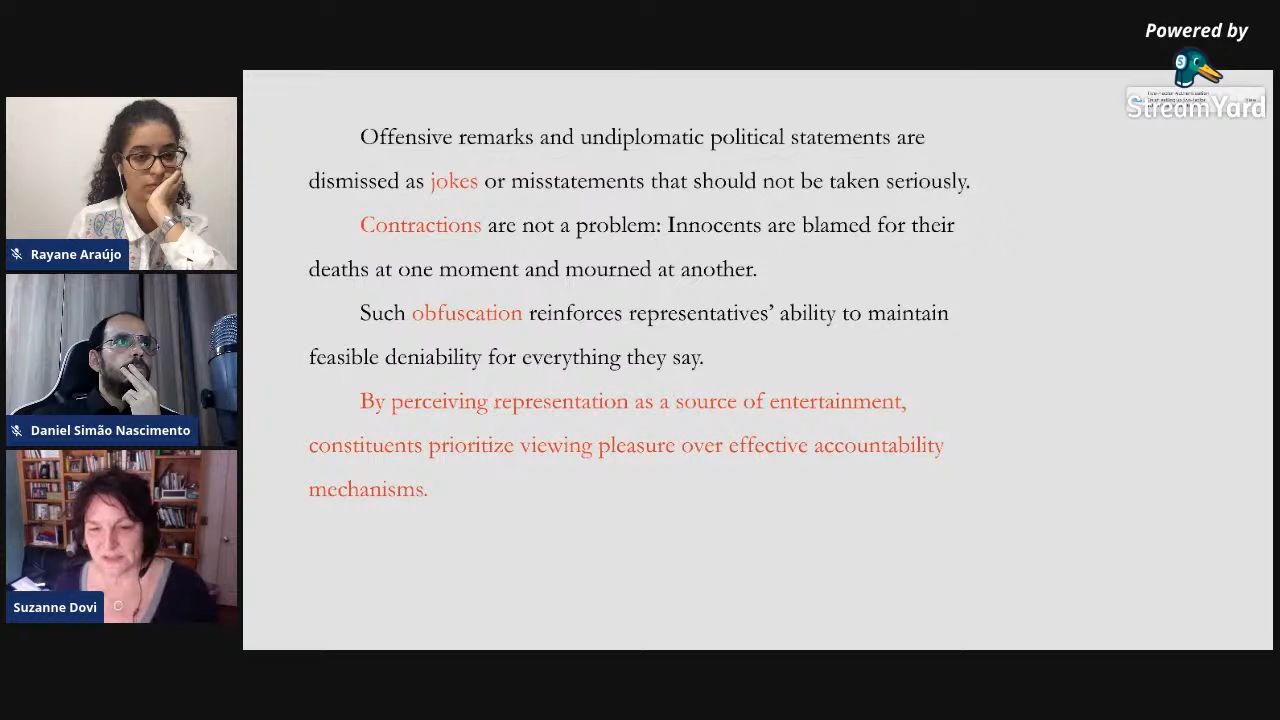 Powered by
StreamYard
Offensive remarks and undiplomatic political statements are
dismissed as jokes or misstatements that should not be taken seriously.
Contractions are not a problem: Innocents are blamed for their
deaths at one moment and mourned at another.
Such obfuscation reinforces representatives’ ability to maintain
feasible deniability for everything they say.
By perceiving representation as a source of entertainment,
constituents prioritize viewing pleasure over effective accountability
mechanisms.
Rayane Araújo
Daniel Simão Nascimento
Suzanne Dovi